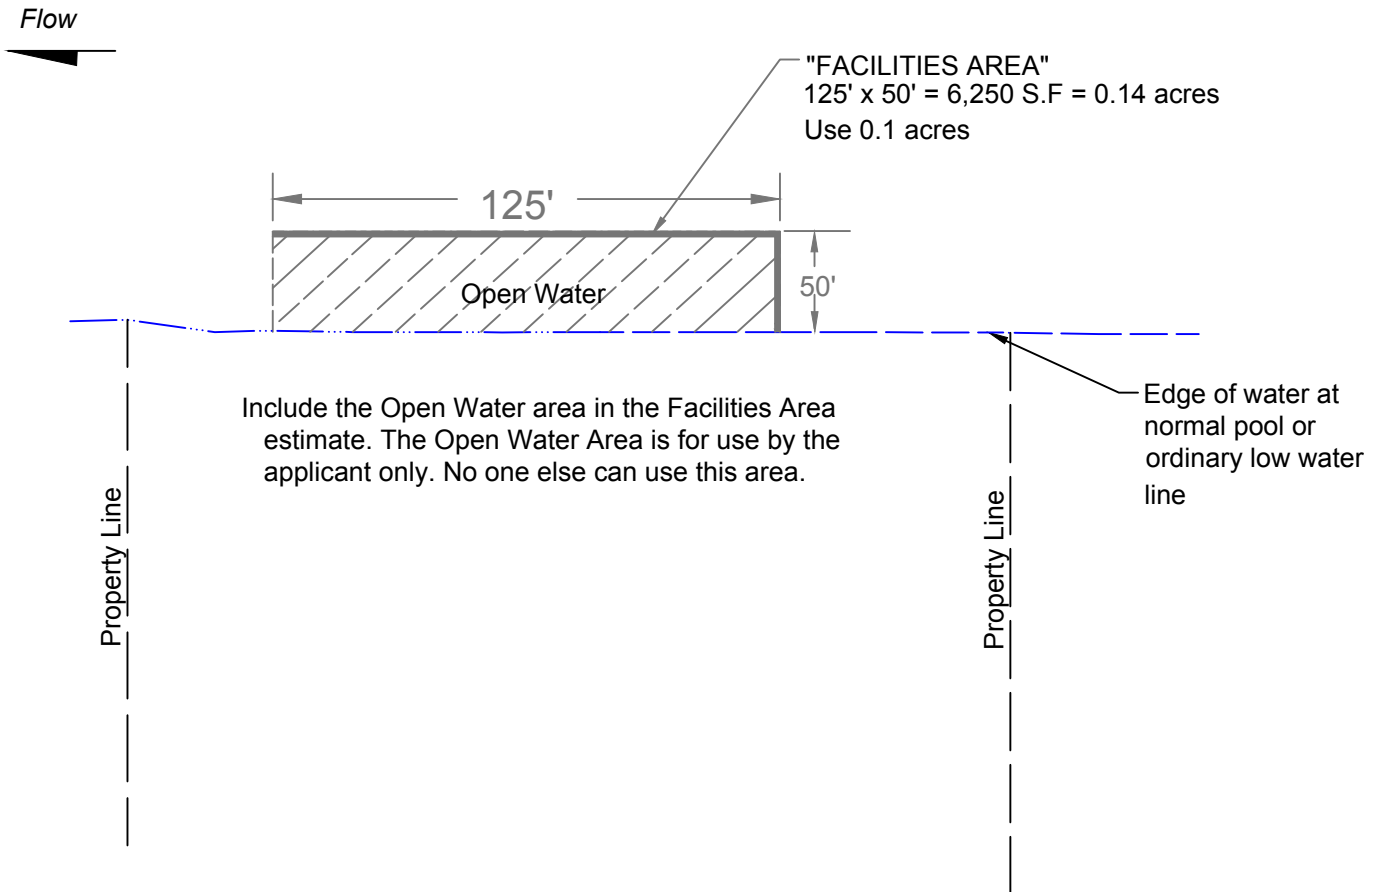 Flow
"FACILITIES AREA"
125' x 50' = 6,250 S.F = 0.14 acres
Use 0.1 acres
125'
50'
Open Water
Include the Open Water area in the Facilities Area
estimate. The Open Water Area is for use by the
applicant only. No one else can use this area.
Edge of water at
normal pool or
ordinary low water
line
Property Line
Property Line